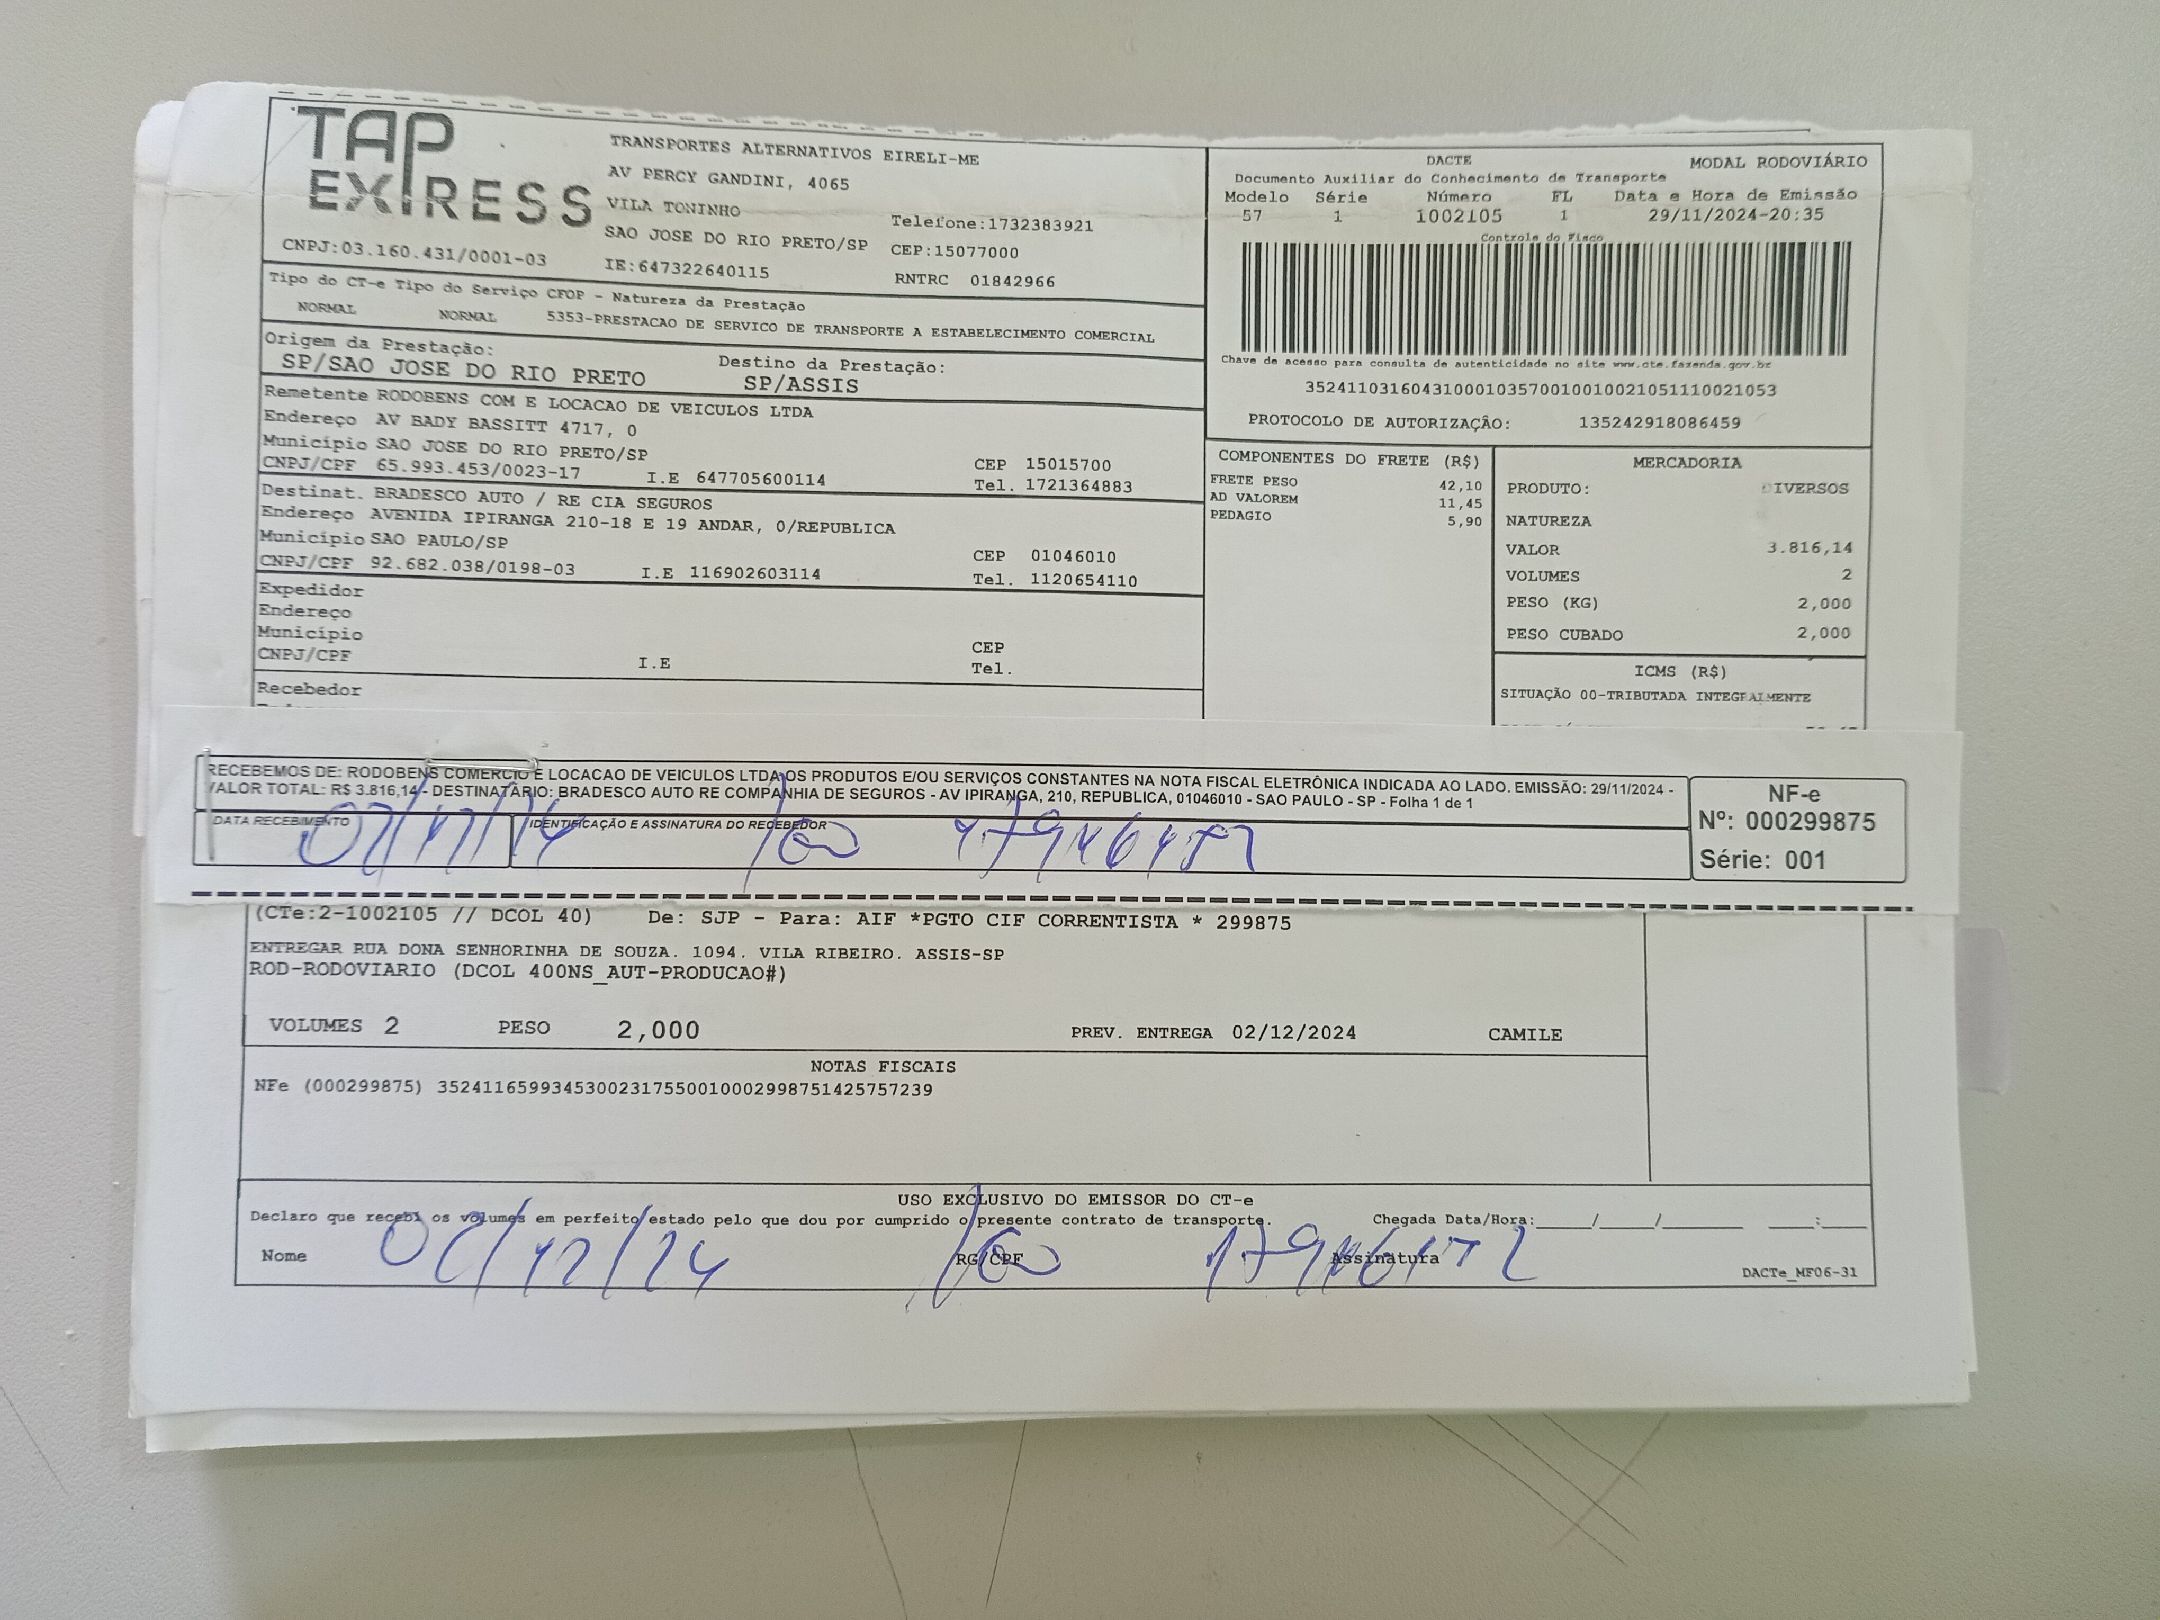 TAP EXPRESS
TRANSPORTES ALTERNATIVOS EIRELI-ME
AV PERCY GANDINI, 4065
VILA TONINHO
Telefone:1732383921
SAO JOSE DO RIO PRETO/SP CEP:15077000
CNPJ:03.160.431/0001-03 IE:647322640115 RNTRC 01842966
Tipo do CT-e Tipo do Serviço CFOP - Natureza da Prestação
NORMAL NORMAL 5353-PRESTACAO DE SERVICO DE TRANSPORTE A ESTABELECIMENTO COMERCIAL
Origem da Prestação: Destino da Prestação:
SP/SAO JOSE DO RIO PRETO SP/ASSIS
Remetente RODOBENS COM E LOCACAO DE VEICULOS LTDA
Endereço AV BADY BASSITT 4717, 0
Município SAO JOSE DO RIO PRETO/SP CEP 15015700
CNPJ/CPF 65.993.453/0023-17 I.E 647705600114 Tel. 1721364883
Destinat. BRADESCO AUTO / RE CIA SEGUROS
Endereço AVENIDA IPIRANGA 210-18 E 19 ANDAR, 0/REPUBLICA
Município SAO PAULO/SP CEP 01046010
CNPJ/CPF 92.682.038/0198-03 I.E 116902603114 Tel. 1120654110
Expedidor
Endereço
Município CEP
CNPJ/CPF I.E Tel.
Recebedor
DACTE MODAL RODOVIÁRIO
Documento Auxiliar do Conhecimento de Transporte
Modelo Série Número FL Data e Hora de Emissão
57 1 1002105 1 29/11/2024-20:35
Controle do Fisco
Chave de acesso para consulta de autenticidade no site www.cte.fazenda.gov.br
35241103160431000103570010010021051110021053
PROTOCOLO DE AUTORIZAÇÃO: 135242918086459
COMPONENTES DO FRETE (R$)
FRETE PESO 42,10
AD VALOREM 11,45
PEDAGIO 5,90
MERCADORIA
PRODUTO: DIVERSOS
NATUREZA
VALOR 3.816,14
VOLUMES 2
PESO (KG) 2,000
PESO CUBADO 2,000
ICMS (R$)
SITUAÇÃO 00-TRIBUTADA INTEGRALMENTE
RECEBEMOS DE: RODOBENS COMERCIO E LOCACAO DE VEICULOS LTDA OS PRODUTOS E/OU SERVIÇOS CONSTANTES NA NOTA FISCAL ELETRÔNICA INDICADA AO LADO. EMISSÃO: 29/11/2024 -
VALOR TOTAL: R$ 3.816,14 - DESTINATÁRIO: BRADESCO AUTO RE COMPANHIA DE SEGUROS - AV IPIRANGA, 210, REPUBLICA, 01046010 - SAO PAULO - SP - Folha 1 de 1
DATA RECEBIMENTO IDENTIFICAÇÃO E ASSINATURA DO RECEBEDOR
NF-e
Nº: 000299875
Série: 001
(CTe:2-1002105 // DCOL 40) De: SJP - Para: AIF *PGTO CIF CORRENTISTA * 299875
ENTREGAR RUA DONA SENHORINHA DE SOUZA. 1094. VILA RIBEIRO. ASSIS-SP
ROD-RODOVIARIO (DCOL 400NS_AUT-PRODUCAO#)
VOLUMES 2 PESO 2,000 PREV. ENTREGA 02/12/2024 CAMILE
NOTAS FISCAIS
NFe (000299875) 35241165993453002317550010002998751425757239
USO EXCLUSIVO DO EMISSOR DO CT-e
Declaro que recebi os volumes em perfeito estado pelo que dou por cumprido o presente contrato de transporte. Chegada Data/Hora:_____/_____/_______ ____:____
Nome 02/12/24 RG/CPF Assinatura
DACTe_MF06-31